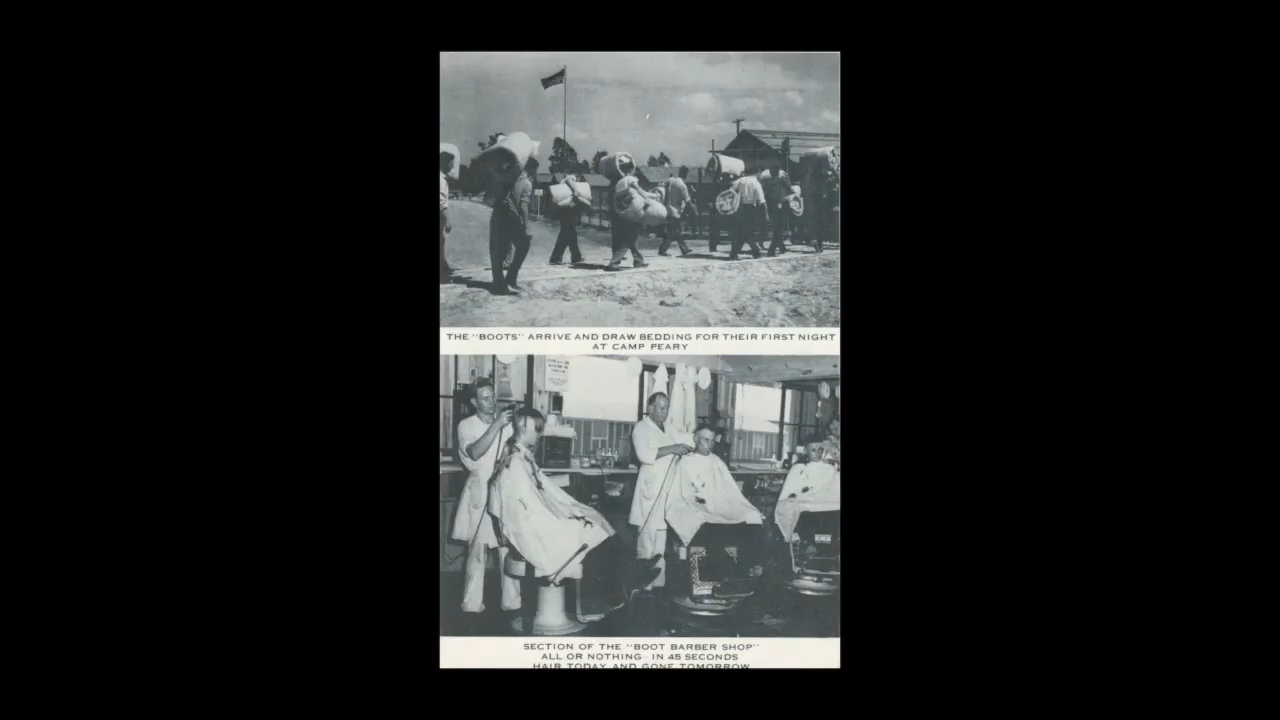 THE "BOOTS" ARRIVE AND DRAW BEDDING FOR THEIR FIRST NIGHT
AT CAMP PEARY
SECTION OF THE "BOOT BARBER SHOP"
ALL OR NOTHING - IN 45 SECONDS
HAIR TODAY AND GONE TOMORROW